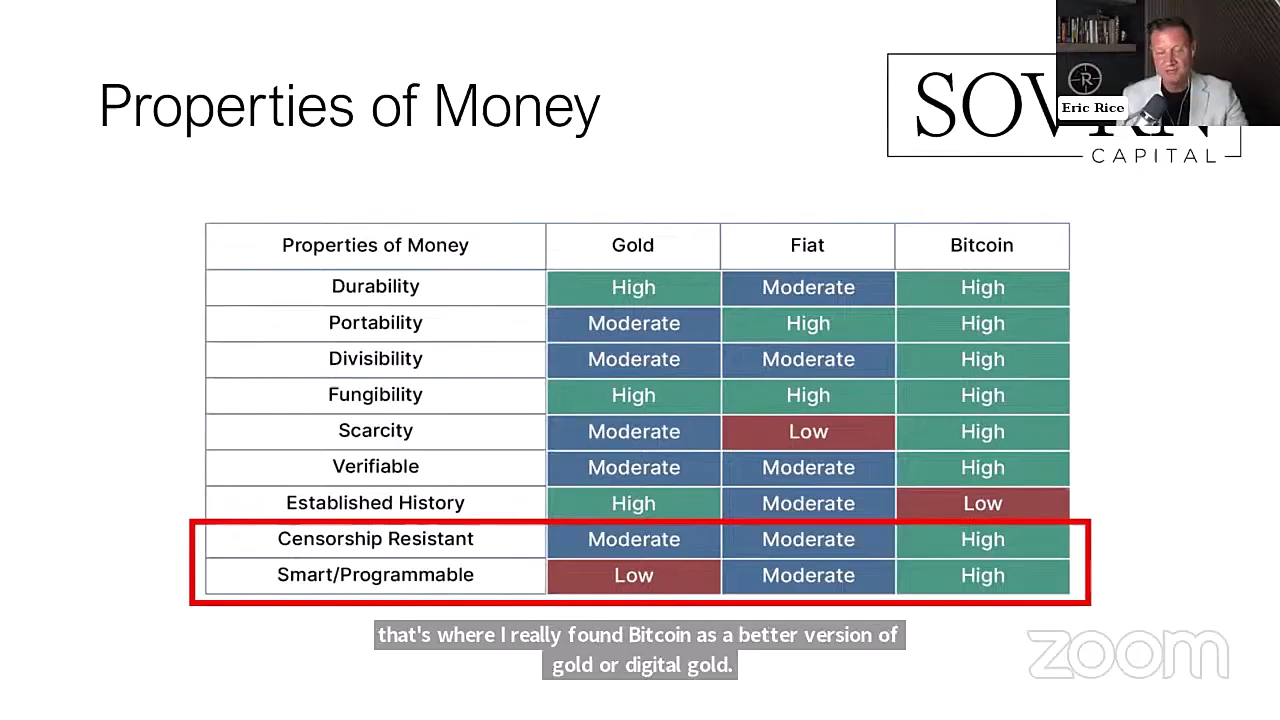 Properties of Money
SOV
CAPITAL
R
Eric Rice
Properties of Money Gold Fiat Bitcoin
Durability High Moderate High
Portability Moderate High High
Divisibility Moderate Moderate High
Fungibility High High High
Scarcity Moderate Low High
Verifiable Moderate Moderate High
Established History High Moderate Low
Censorship Resistant Moderate Moderate High
Smart/Programmable Low Moderate High
that's where I really found Bitcoin as a better version of
gold or digital gold.
zoom